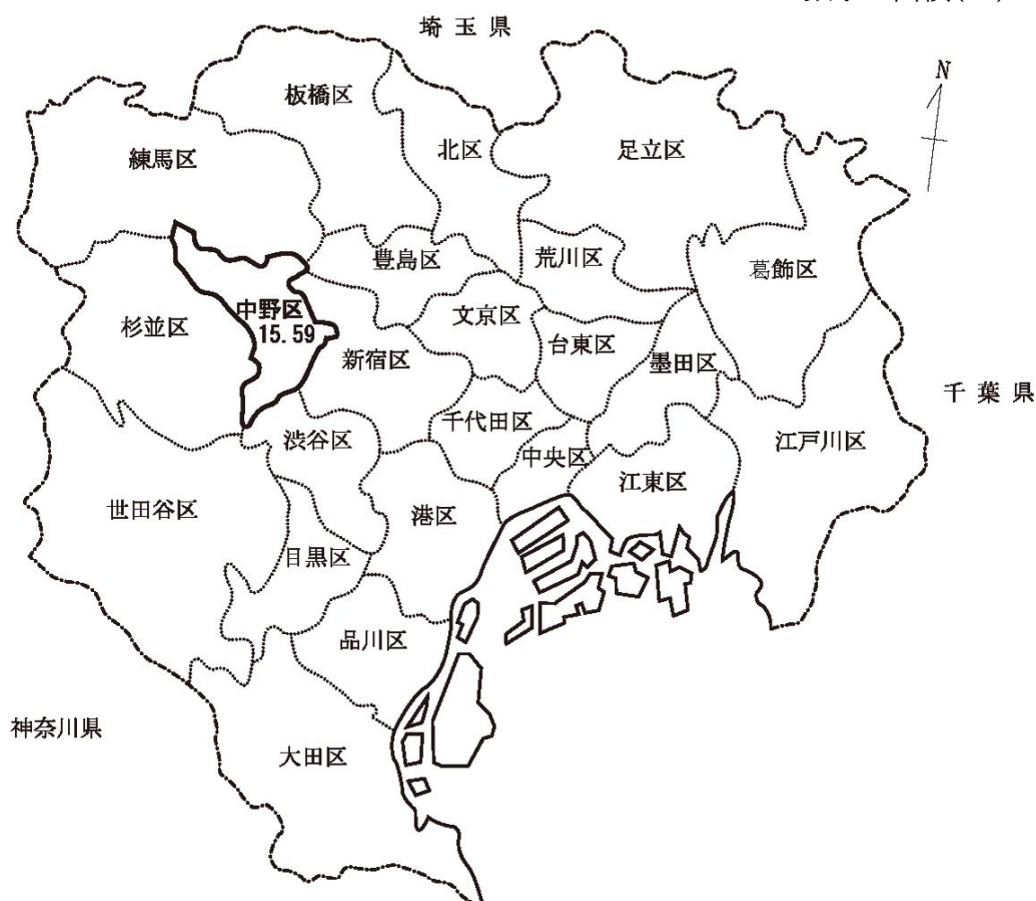 埼玉県
N
板橋区
練馬区
北区
足立区
豊島区
荒川区
葛飾区
中野区
15.59
杉並区
文京区
台東区
新宿区
墨田区
千葉県
千代田区
渋谷区
中央区
江戸川区
世田谷区
港区
江東区
目黒区
品川区
神奈川県
大田区